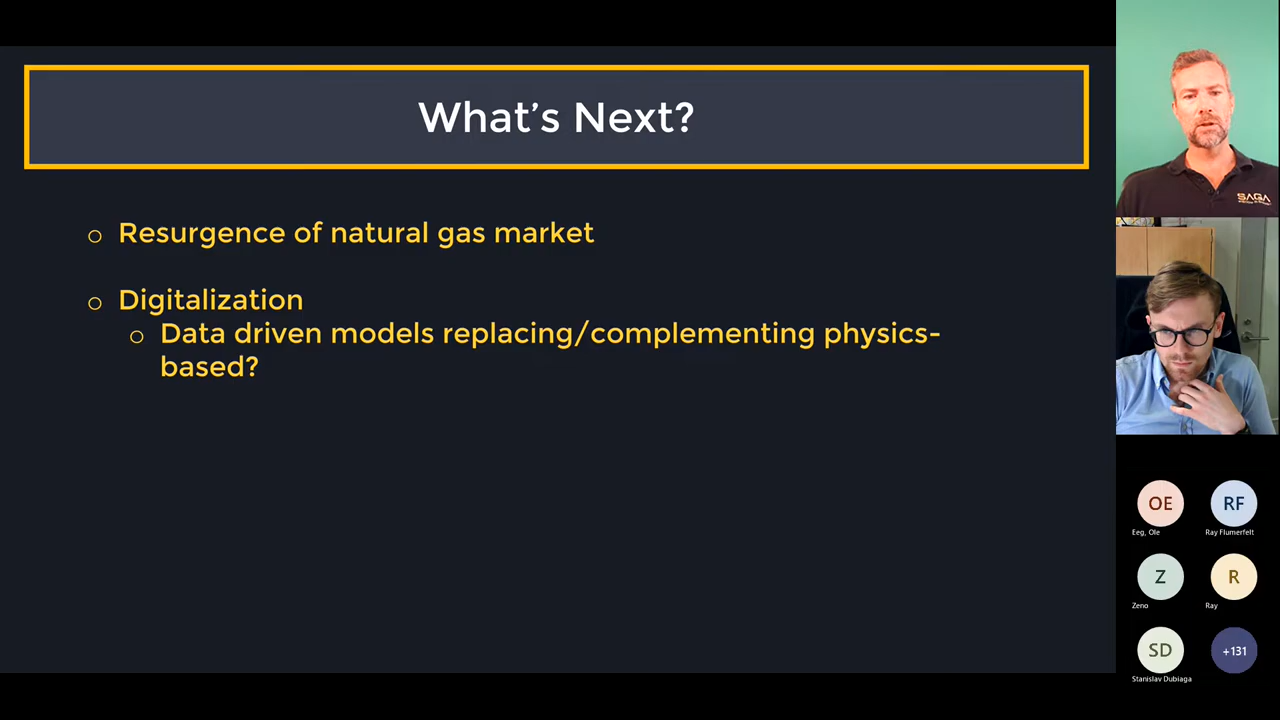 What's Next?
o Resurgence of natural gas market
o Digitalization
o Data driven models replacing/complementing physics-
based?
SAGA
OE
RF
Eeg, Ole
Ray Flumerfelt
Z
R
Zeno
Ray
SD
+131
Stanislav Dubiaga